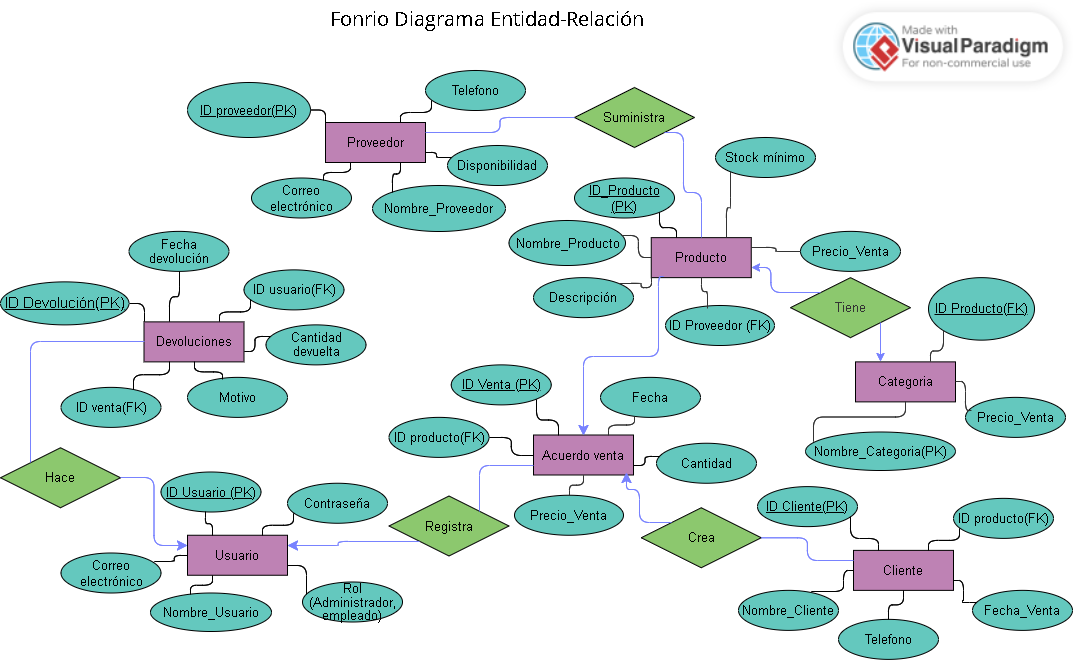 Fonrio Diagrama Entidad-Relación
Made with
Visual Paradigm
For non-commercial use
ID proveedor(PK)
Telefono
Proveedor
Suministra
Disponibilidad
Correo
electrónico
Nombre_Proveedor
Stock mínimo
ID_Producto
(PK)
Nombre_Producto
Producto
Precio_Venta
Descripción
ID Proveedor (FK)
Tiene
Fecha
devolución
ID Devolución(PK)
ID usuario(FK)
Devoluciones
Cantidad
devuelta
ID venta(FK)
Motivo
ID Producto(FK)
Categoria
Precio_Venta
Nombre_Categoria(PK)
ID Venta (PK)
Fecha
ID producto(FK)
Acuerdo venta
Cantidad
Precio_Venta
Hace
ID Usuario (PK)
Contraseña
Registra
Crea
Usuario
Correo
electrónico
Nombre_Usuario
Rol
(Administrador,
empleado)
ID Cliente(PK)
ID producto(FK)
Cliente
Nombre_Cliente
Telefono
Fecha_Venta